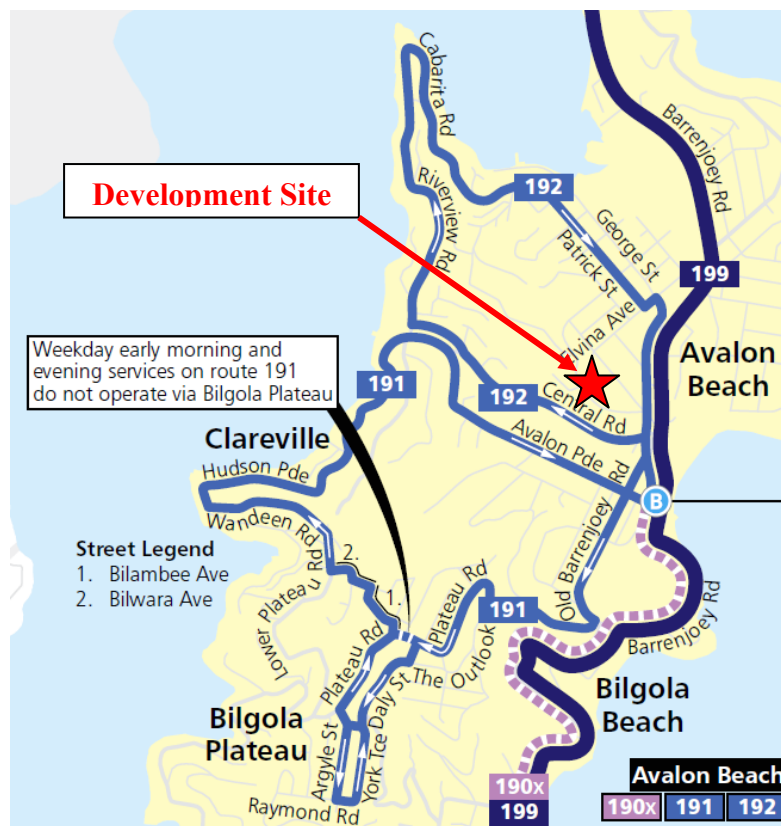 Cabarita Rd
Barrenjoey Rd
Development Site
192
Riverview Rd
George St
Patrick St
199
Elvina Ave
Weekday early morning and
evening services on route 191
do not operate via Bilgola Plateau
Avalon
Beach
191
192
Central Rd
Clareville
Avalon Pde
Hudson Pde
B
Wandeen Rd
Old Barrenjoey Rd
Street Legend
1. Bilambee Ave
2. Bilwara Ave
2.
1.
Lower Plateau Rd
Plateau Rd
191
Plateau Rd
The Outlook
Barrenjoey Rd
Daly St
Bilgola
Beach
Bilgola
Plateau
Argyle St
York Tce
Raymond Rd
190x
199
Avalon Beach
190x 191 192